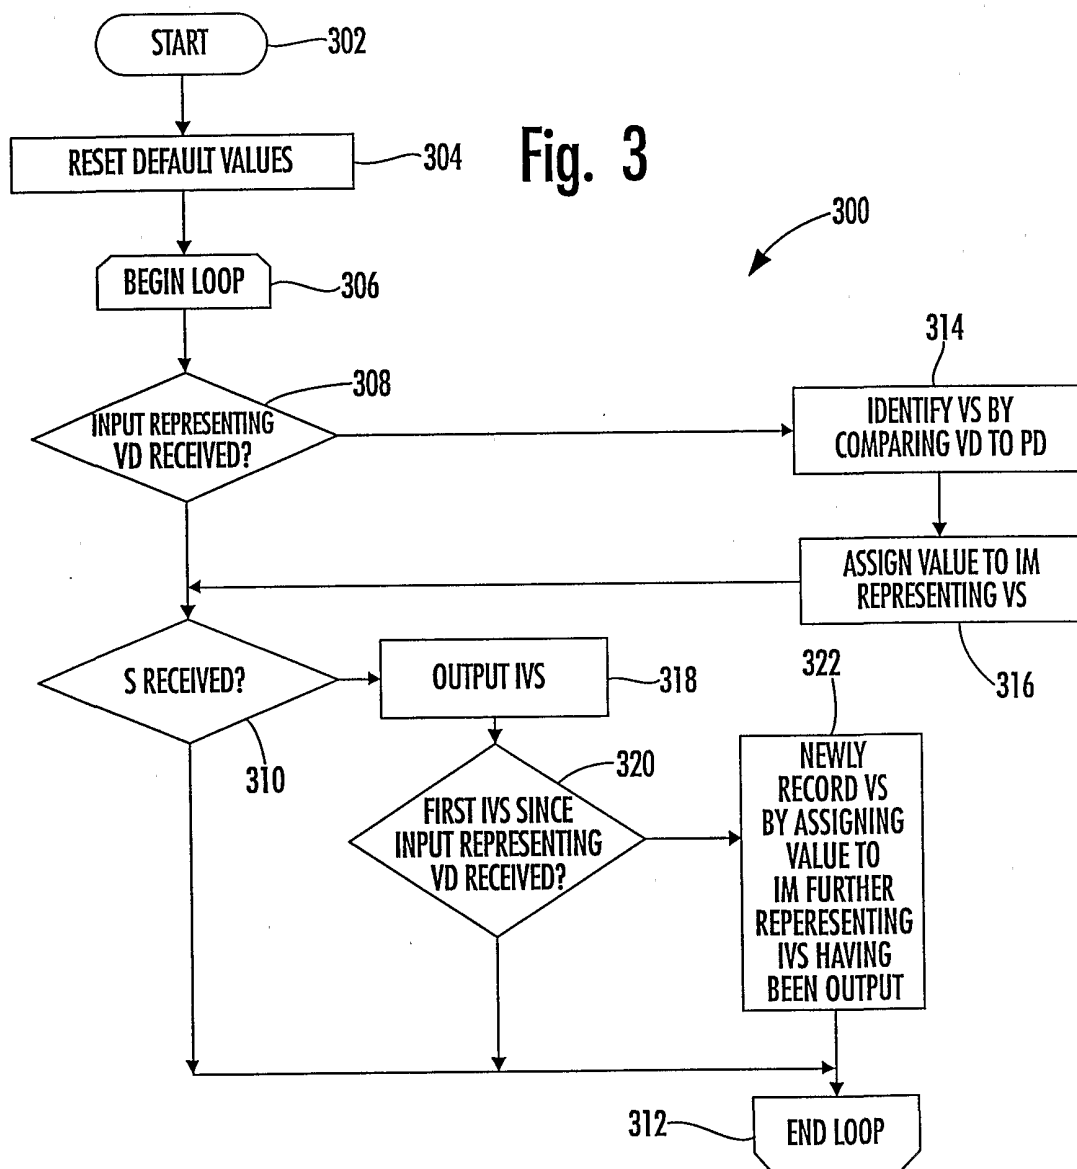 START
302
RESET DEFAULT VALUES
304
Fig. 3
300
BEGIN LOOP
306
308
INPUT REPRESENTING
VD RECEIVED?
314
IDENTIFY VS BY
COMPARING VD TO PD
ASSIGN VALUE TO IM
REPRESENTING VS
316
S RECEIVED?
310
OUTPUT IVS
318
320
FIRST IVS SINCE
INPUT REPRESENTING
VD RECEIVED?
322
NEWLY
RECORD VS
BY ASSIGNING
VALUE TO
IM FURTHER
REPERESENTING
IVS HAVING
BEEN OUTPUT
312
END LOOP